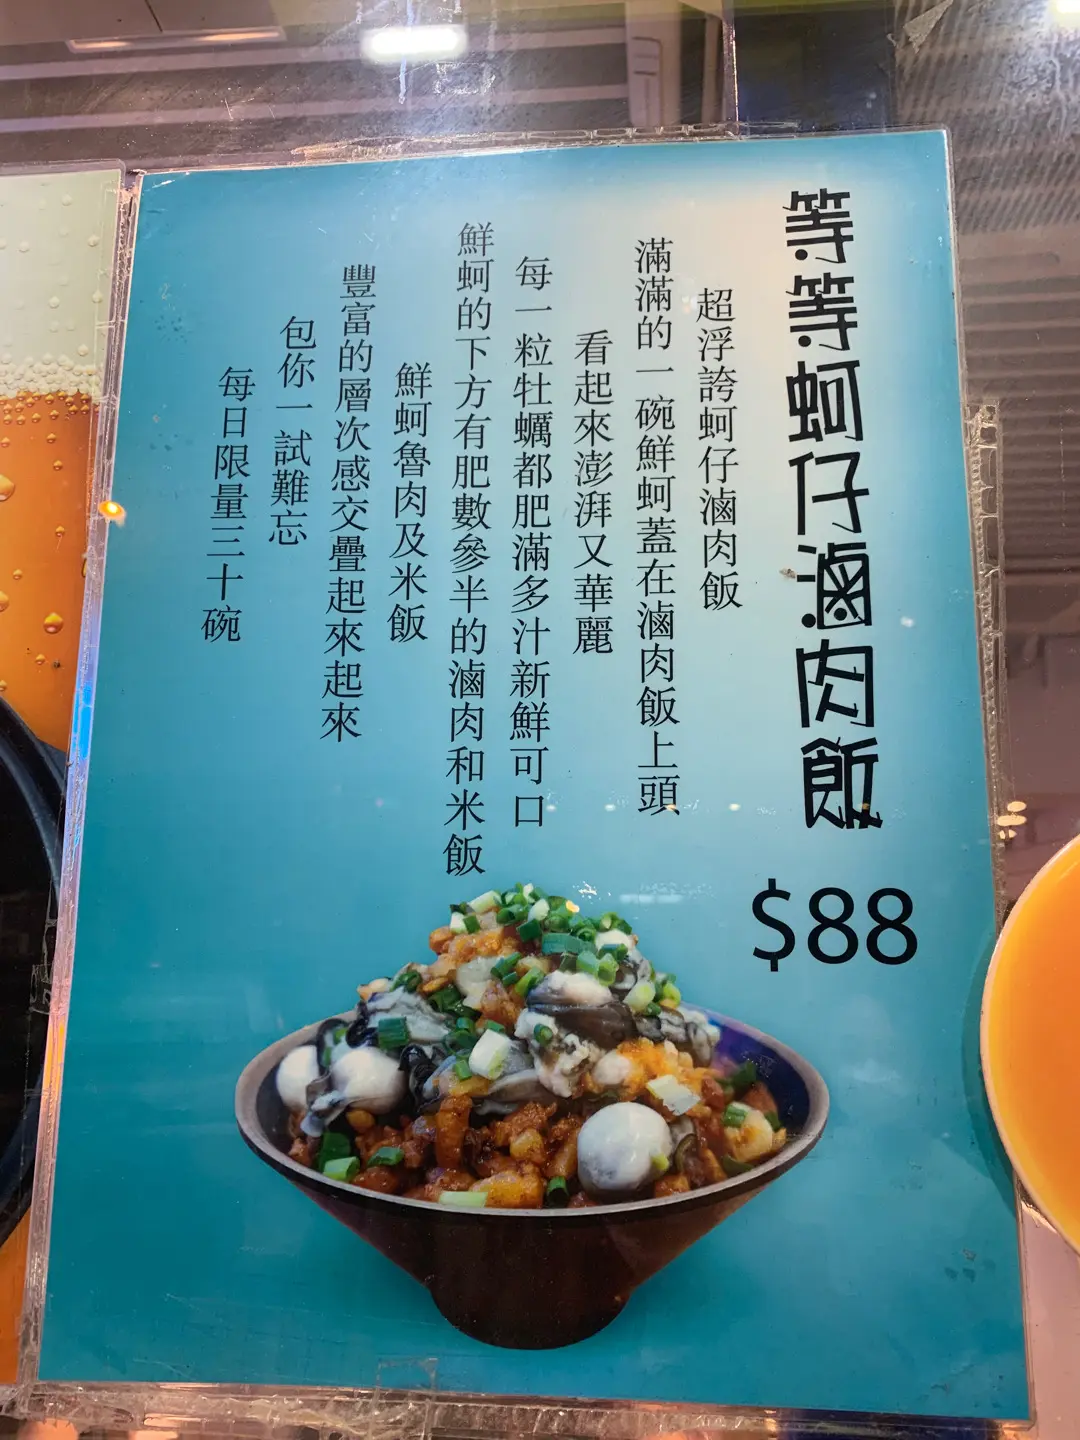 等等蚵仔滷肉飯
$88
超浮誇蚵仔滷肉飯
滿滿的一碗鮮蚵蓋在滷肉飯上頭
看起來澎湃又華麗
每一粒牡蠣都肥滿多汁新鮮可口
鮮蚵的下方有肥數參半的滷肉和米飯
鮮蚵魯肉及米飯
豐富的層次感交疊起來起來
包你一試難忘
每日限量三十碗